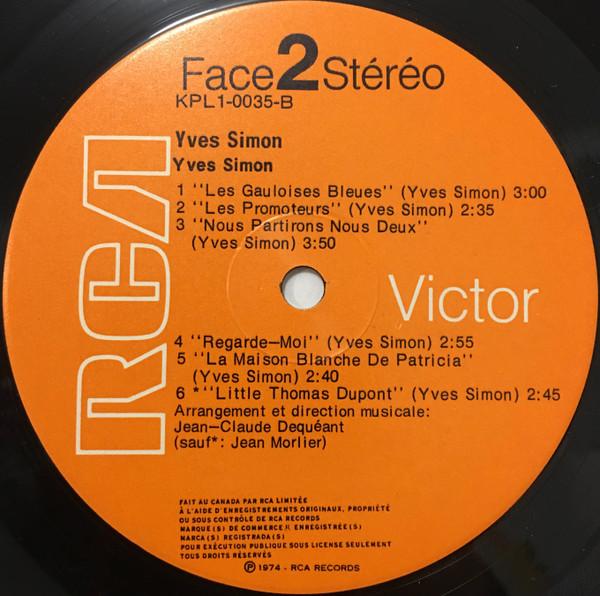 Face 2 Stéréo
KPL1-0035-B
Yves Simon
Yves Simon
1 "Les Gauloises Bleues" (Yves Simon) 3:00
2 "Les Promoteurs" (Yves Simon) 2:35
3 "Nous Partirons Nous Deux"
(Yves Simon) 3:50
RCA
Victor
4 "Regarde-Moi" (Yves Simon) 2:55
5 "La Maison Blanche De Patricia"
(Yves Simon) 2:40
6 *"Little Thomas Dupont" (Yves Simon) 2:45
Arrangement et direction musicale:
Jean-Claude Dequéant
(sauf*: Jean Morlier)
FAIT AU CANADA PAR RCA LIMITÉE
À L'AIDE D'ENREGISTREMENTS ORIGINAUX, PROPRIÉTÉ
OU SOUS CONTRÔLE DE RCA RECORDS
MARQUE(S) DE COMMERCE ENREGISTRÉE(S)
MARCA(S) REGISTRADA(S)
POUR EXÉCUTION PUBLIQUE SOUS LICENSE SEULEMENT
TOUS DROITS RÉSERVÉS
℗ 1974 - RCA RECORDS